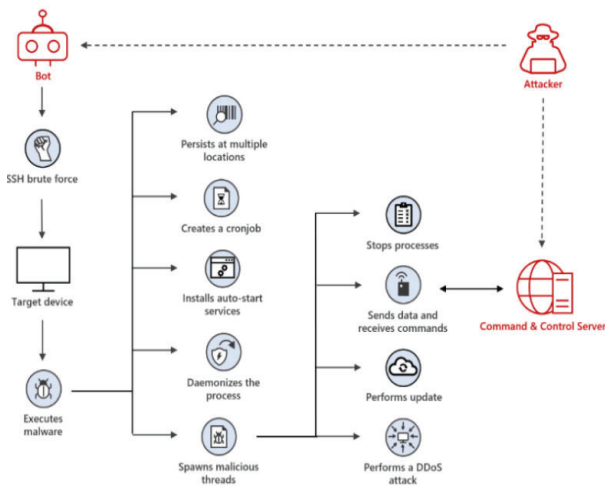 Bot
Attacker
SSH brute force
Persists at multiple
locations
Creates a cronjob
Stops processes
Target device
Installs auto-start
services
Sends data and
receives commands
Command & Control Server
Daemonizes the
process
Performs update
Executes
malware
Spawns malicious
threads
Performs a DDoS
attack